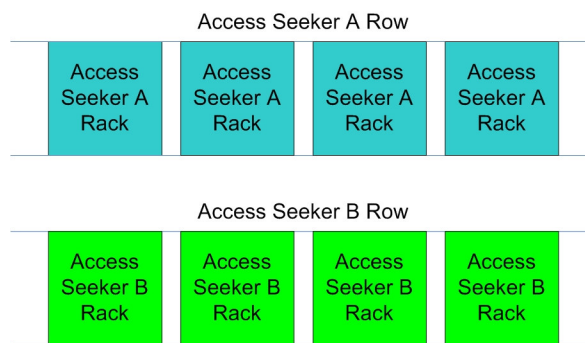 Access Seeker A Row
Access Access Access Access
Seeker A Seeker A Seeker A Seeker A
Rack Rack Rack Rack
Access Seeker B Row
Access Access Access Access
Seeker B Seeker B Seeker B Seeker B
Rack Rack Rack Rack